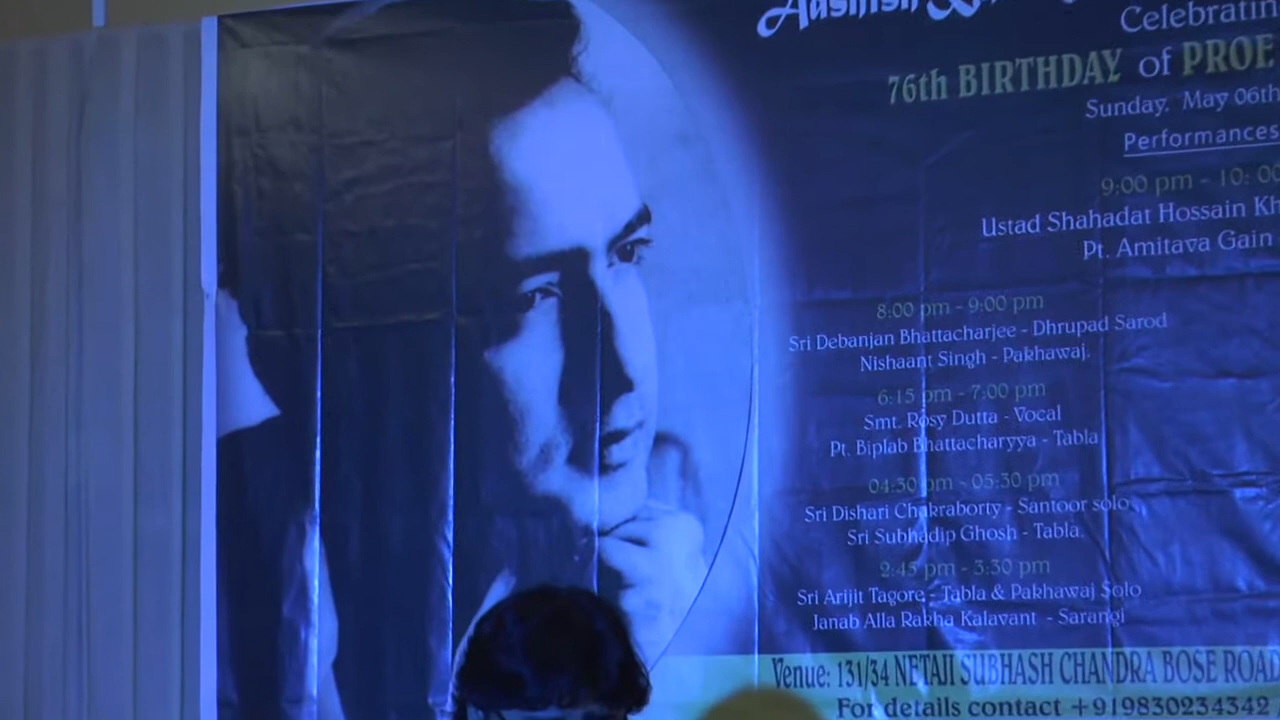 Aashish
Celebratin
76th BIRTHDAY of PROF
Sunday, May 06th
Performances
9:00 pm - 10: 00
Ustad Shahadat Hossain Kh
Pt. Amitava Gain
8:00 pm - 9:00 pm
Sri Debanjan Bhattacharjee - Dhrupad Sarod
Nishaant Singh - Pakhawaj.
6:15 pm - 7:00 pm
Smt. Rosy Dutta - Vocal
Pt. Biplab Bhattacharyya - Tabla
04:30 pm - 05:30 pm
Sri Dishari Chakraborty - Santoor solo
Sri Subhadip Ghosh - Tabla.
2:45 pm - 3:30 pm
Sri Arijit Tagore - Tabla & Pakhawaj Solo
Janab Alla Rakha Kalavant - Sarangi
Venue: 131/34 NETAJI SUBHASH CHANDRA BOSE ROAD
For details contact +919830234342